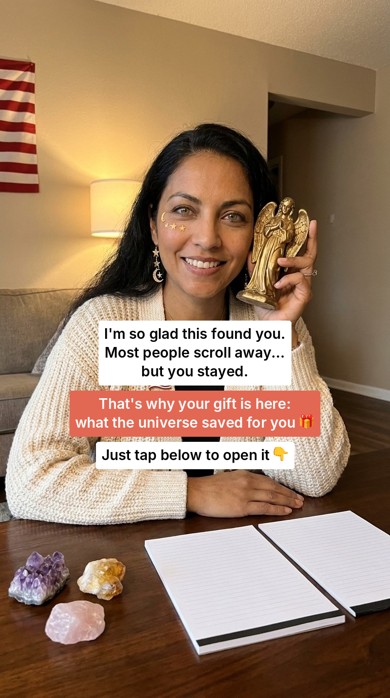 I'm so glad this found you.
Most people scroll away...
but you stayed.
That's why your gift is here:
what the universe saved for you 🎁
Just tap below to open it 👇